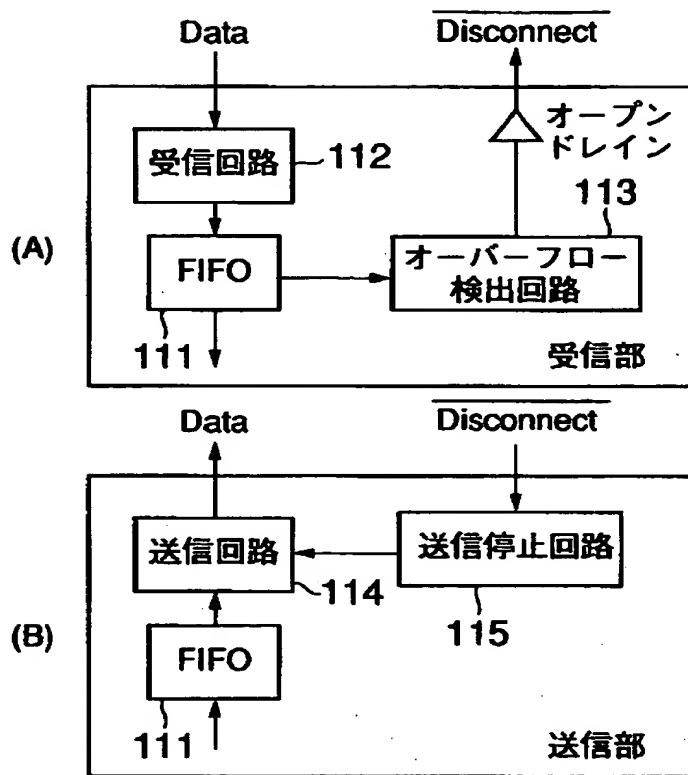 Data
Disconnect
オープン
ドレイン
受信回路
112
113
(A)
FIFO
オーバーフロー
検出回路
111
受信部
Data
Disconnect
送信回路
送信停止回路
114
115
(B)
FIFO
111
送信部